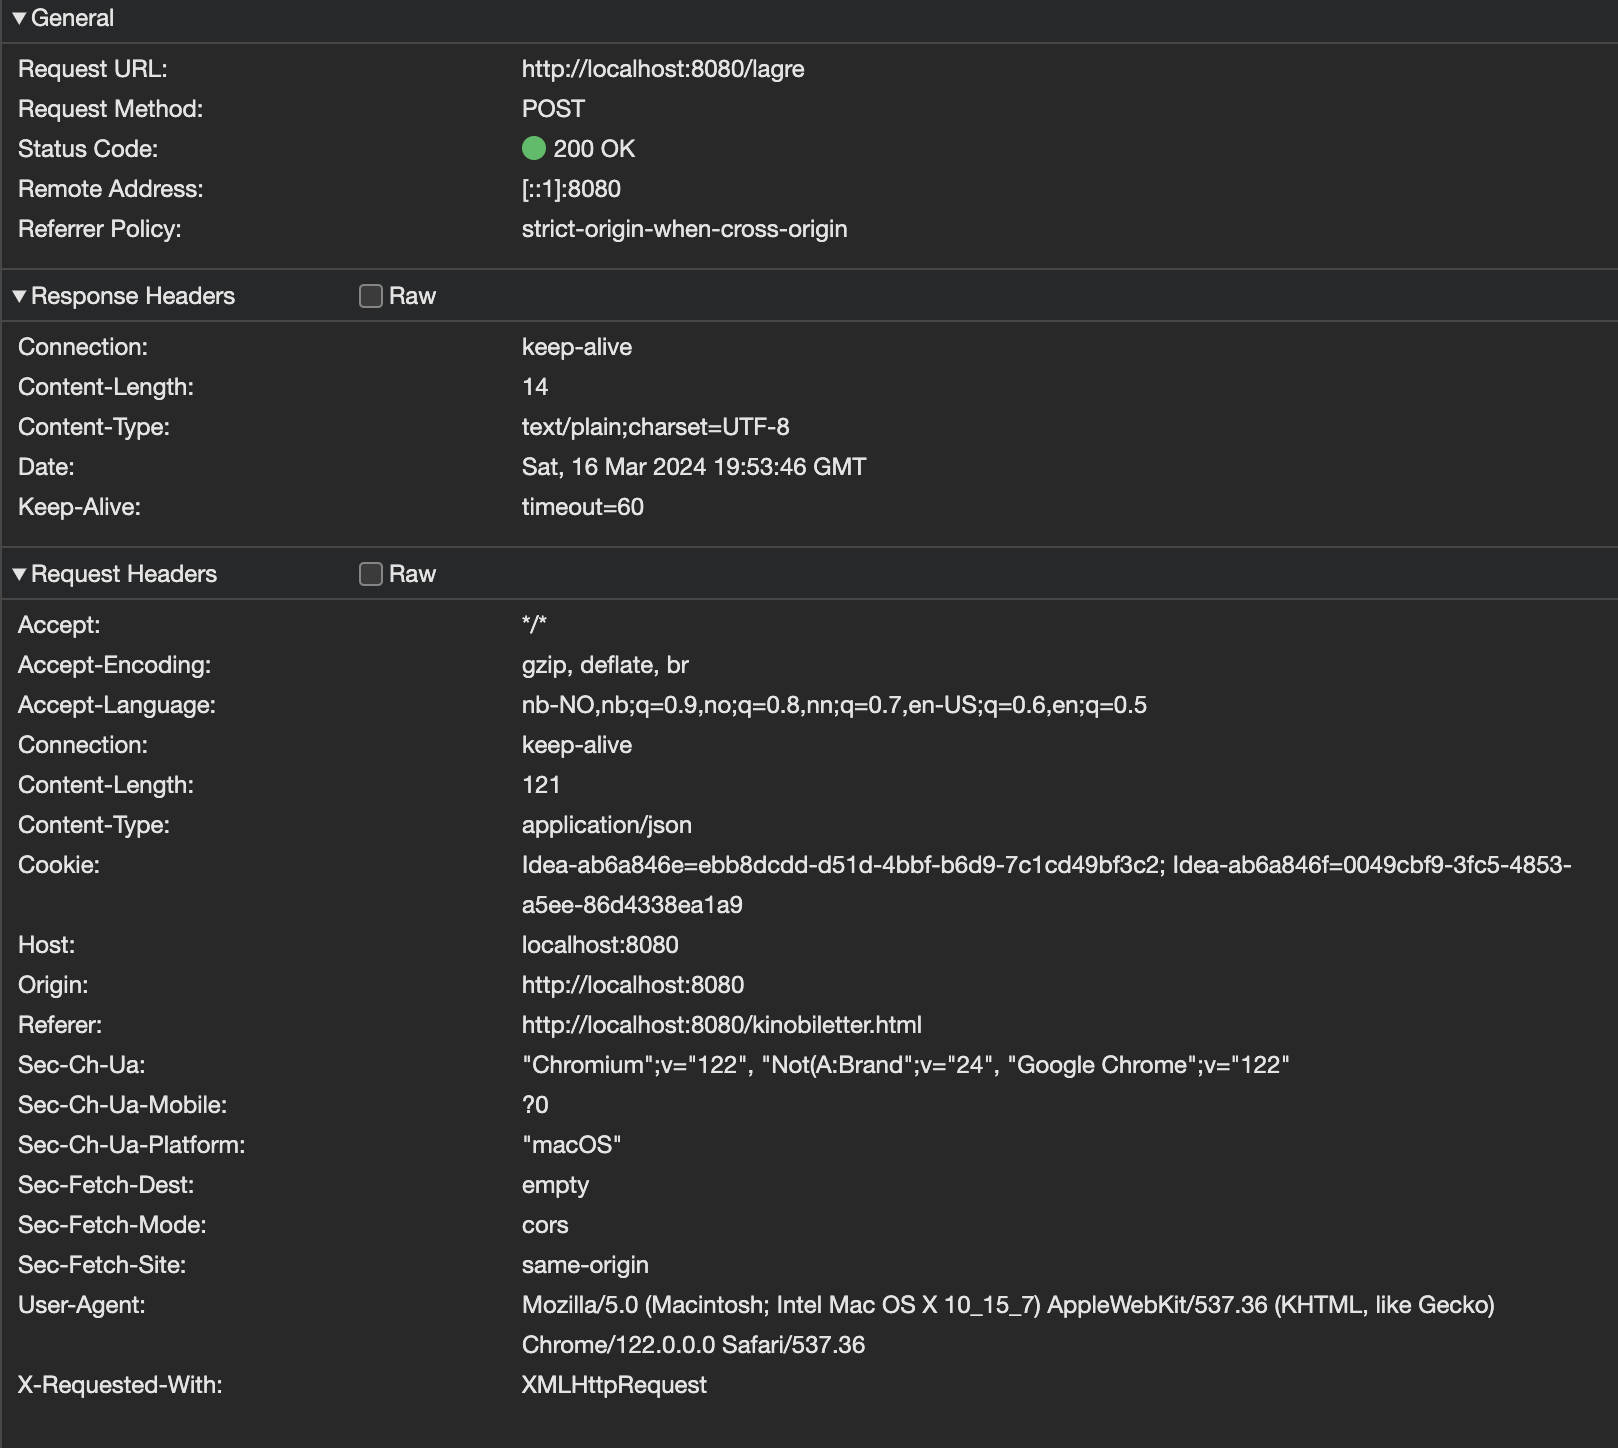 General
Request URL: http://localhost:8080/lagre
Request Method: POST
Status Code: 200 OK
Remote Address: [::1]:8080
Referrer Policy: strict-origin-when-cross-origin
Response Headers Raw
Connection: keep-alive
Content-Length: 14
Content-Type: text/plain;charset=UTF-8
Date: Sat, 16 Mar 2024 19:53:46 GMT
Keep-Alive: timeout=60
Request Headers Raw
Accept: */*
Accept-Encoding: gzip, deflate, br
Accept-Language: nb-NO,nb;q=0.9,no;q=0.8,nn;q=0.7,en-US;q=0.6,en;q=0.5
Connection: keep-alive
Content-Length: 121
Content-Type: application/json
Cookie: Idea-ab6a846e=ebb8dcdd-d51d-4bbf-b6d9-7c1cd49bf3c2; Idea-ab6a846f=0049cbf9-3fc5-4853-
a5ee-86d4338ea1a9
Host: localhost:8080
Origin: http://localhost:8080
Referer: http://localhost:8080/kinobiletter.html
Sec-Ch-Ua: "Chromium";v="122", "Not(A:Brand";v="24", "Google Chrome";v="122"
Sec-Ch-Ua-Mobile: ?0
Sec-Ch-Ua-Platform: "macOS"
Sec-Fetch-Dest: empty
Sec-Fetch-Mode: cors
Sec-Fetch-Site: same-origin
User-Agent: Mozilla/5.0 (Macintosh; Intel Mac OS X 10_15_7) AppleWebKit/537.36 (KHTML, like Gecko)
Chrome/122.0.0.0 Safari/537.36
X-Requested-With: XMLHttpRequest